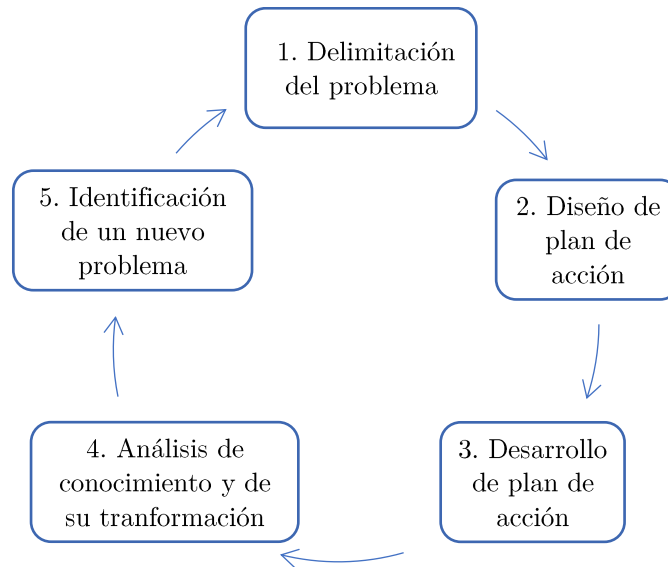 1. Delimitación
del problema
2. Diseño de
plan de
acción
3. Desarrollo
de plan de
acción
4. Análisis de
conocimiento y de
su tranformación
5. Identificación
de un nuevo
problema